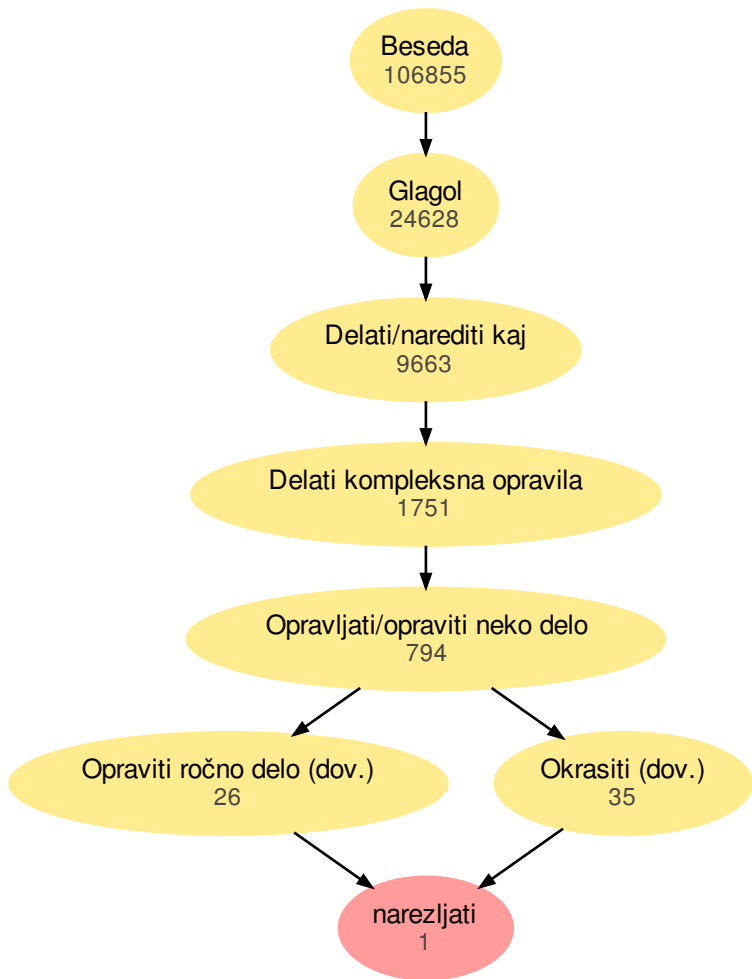 Beseda
106855
Glagol
24628
Delati/narediti kaj
9663
Delati kompleksna opravila
1751
Opravljati/opraviti neko delo
794
Opraviti ročno delo (dov.)
26
Okrasiti (dov.)
35
narezljati
1